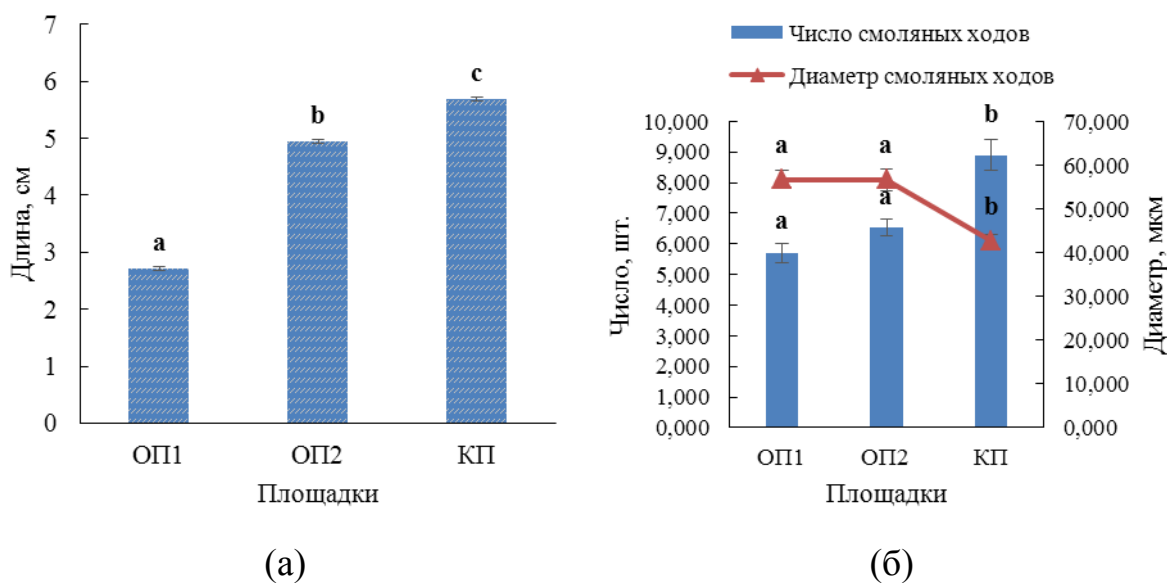 Длина, см
7
6
5
4
3
2
1
0
a
b
c
ОП1
ОП2
КП
Площадки
(а)
Число смоляных ходов
Диаметр смоляных ходов
Число, шт.
10,000
9,000
8,000
7,000
6,000
5,000
4,000
3,000
2,000
1,000
0,000
a
a
b
a
a
b
70,000
60,000
50,000
40,000
30,000
20,000
10,000
0,000
Диаметр, мкм
ОП1
ОП2
КП
Площадки
(б)